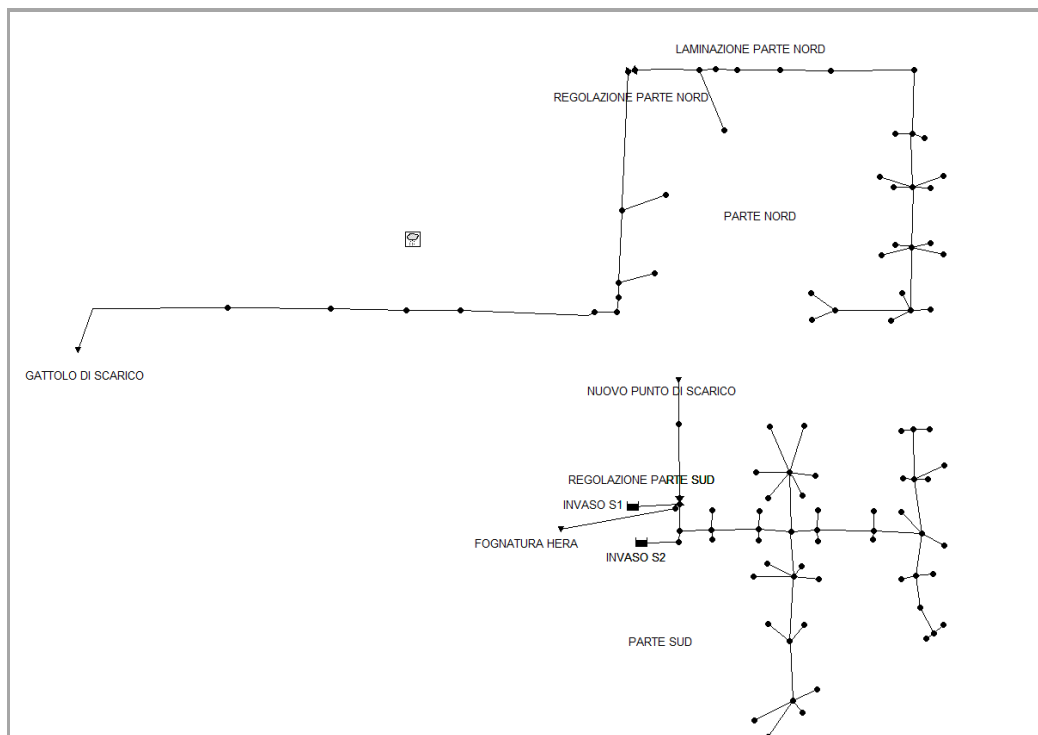 LAMINAZIONE PARTE NORD
REGOLAZIONE PARTE NORD
PARTE NORD
GATTOLO DI SCARICO
NUOVO PUNTO DI SCARICO
REGOLAZIONE PARTE SUD
INVASO S1
FOGNATURA HERA
INVASO S2
PARTE SUD